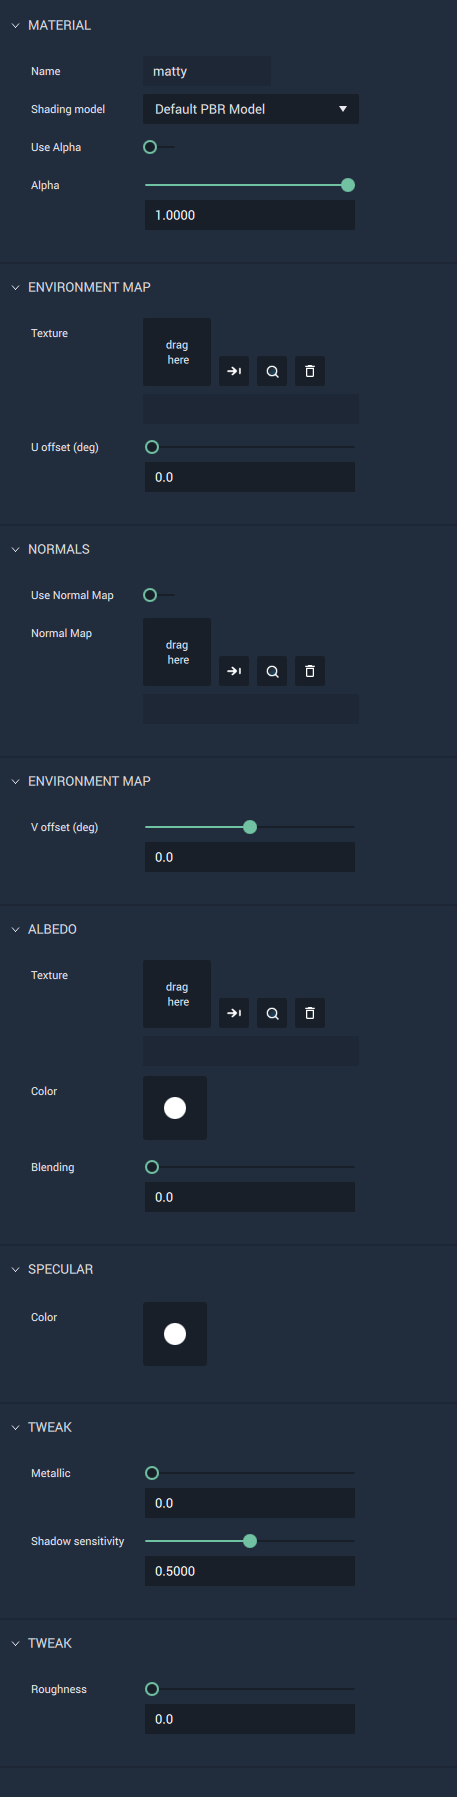 MATERIAL
Name
matty
Shading model
Default PBR Model
Use Alpha
Alpha
1.0000
ENVIRONMENT MAP
Texture
drag
here
U offset (deg)
0.0
NORMALS
Use Normal Map
Normal Map
drag
here
ENVIRONMENT MAP
V offset (deg)
0.0
ALBEDO
Texture
drag
here
Color
Blending
0.0
SPECULAR
Color
TWEAK
Metallic
0.0
Shadow sensitivity
0.5000
TWEAK
Roughness
0.0